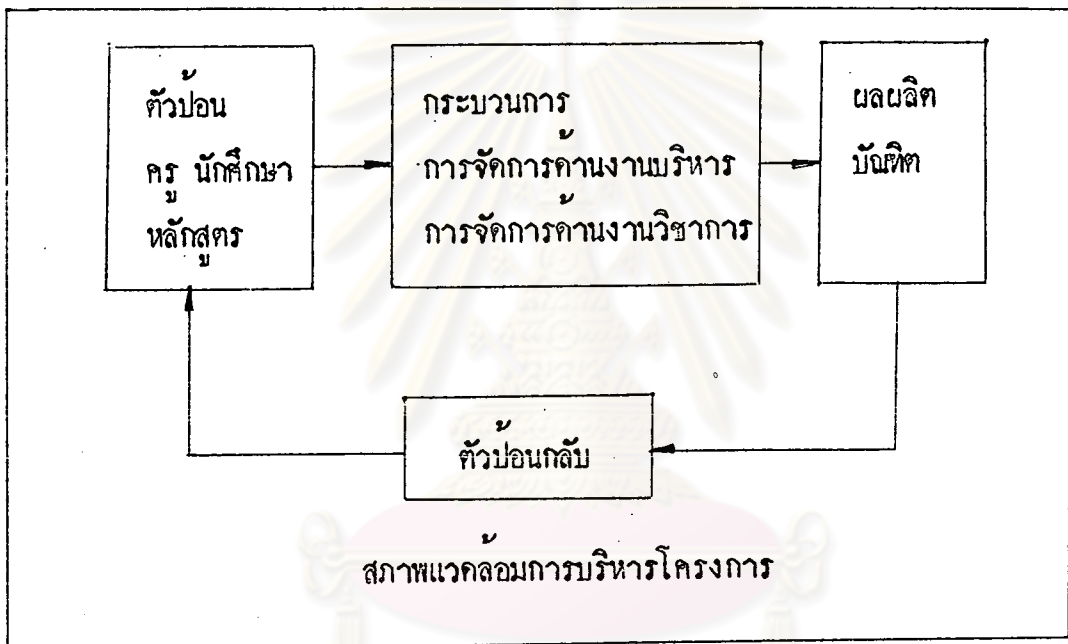 ตัวป้อน
ครู นักศึกษา
หลักสูตร
กระบวนการ
การจัดการด้านงานบริหาร
การจัดการด้านงานวิชาการ
ผลผลิต
บัณฑิต
ตัวป้อนกลับ
สภาพแวดล้อมการบริหารโครงการ